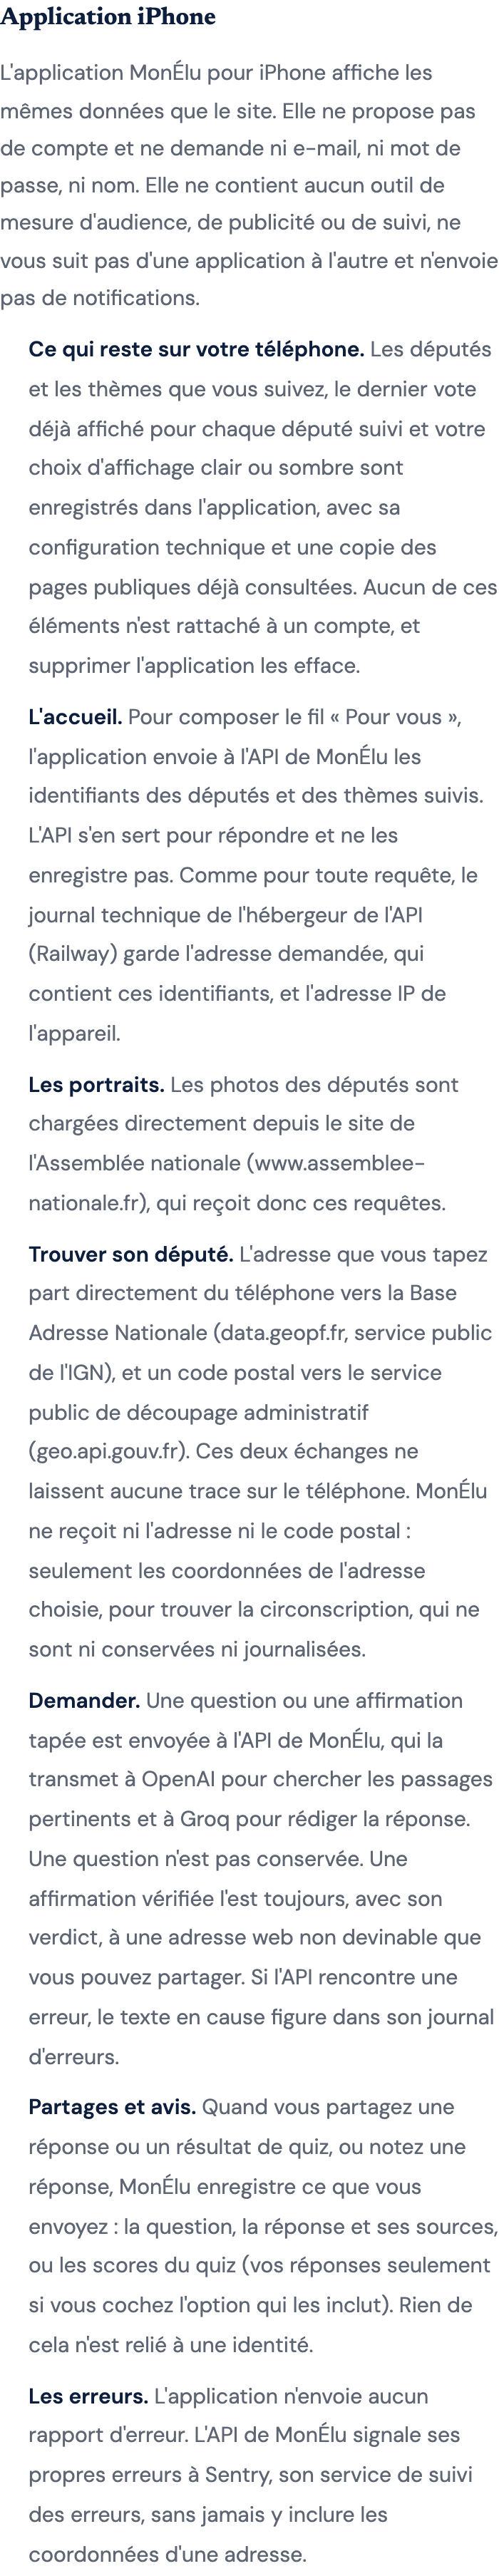 Application iPhone
L'application MonÉlu pour iPhone affiche les
mêmes données que le site. Elle ne propose pas
de compte et ne demande ni e-mail, ni mot de
passe, ni nom. Elle ne contient aucun outil de
mesure d'audience, de publicité ou de suivi, ne
vous suit pas d'une application à l'autre et n'envoie
pas de notifications.
Ce qui reste sur votre téléphone. Les députés
et les thèmes que vous suivez, le dernier vote
déjà affiché pour chaque député suivi et votre
choix d'affichage clair ou sombre sont
enregistrés dans l'application, avec sa
configuration technique et une copie des
pages publiques déjà consultées. Aucun de ces
éléments n'est rattaché à un compte, et
supprimer l'application les efface.
L'accueil. Pour composer le fil « Pour vous »,
l'application envoie à l'API de MonÉlu les
identifiants des députés et des thèmes suivis.
L'API s'en sert pour répondre et ne les
enregistre pas. Comme pour toute requête, le
journal technique de l'hébergeur de l'API
(Railway) garde l'adresse demandée, qui
contient ces identifiants, et l'adresse IP de
l'appareil.
Les portraits. Les photos des députés sont
chargées directement depuis le site de
l'Assemblée nationale (www.assemblee-
nationale.fr), qui reçoit donc ces requêtes.
Trouver son député. L'adresse que vous tapez
part directement du téléphone vers la Base
Adresse Nationale (data.geopf.fr, service public
de l'IGN), et un code postal vers le service
public de découpage administratif
(geo.api.gouv.fr). Ces deux échanges ne
laissent aucune trace sur le téléphone. MonÉlu
ne reçoit ni l'adresse ni le code postal :
seulement les coordonnées de l'adresse
choisie, pour trouver la circonscription, qui ne
sont ni conservées ni journalisées.
Demander. Une question ou une affirmation
tapée est envoyée à l'API de MonÉlu, qui la
transmet à OpenAI pour chercher les passages
pertinents et à Groq pour rédiger la réponse.
Une question n'est pas conservée. Une
affirmation vérifiée l'est toujours, avec son
verdict, à une adresse web non devinable que
vous pouvez partager. Si l'API rencontre une
erreur, le texte en cause figure dans son journal
d'erreurs.
Partages et avis. Quand vous partagez une
réponse ou un résultat de quiz, ou notez une
réponse, MonÉlu enregistre ce que vous
envoyez : la question, la réponse et ses sources,
ou les scores du quiz (vos réponses seulement
si vous cochez l'option qui les inclut). Rien de
cela n'est relié à une identité.
Les erreurs. L'application n'envoie aucun
rapport d'erreur. L'API de MonÉlu signale ses
propres erreurs à Sentry, son service de suivi
des erreurs, sans jamais y inclure les
coordonnées d'une adresse.